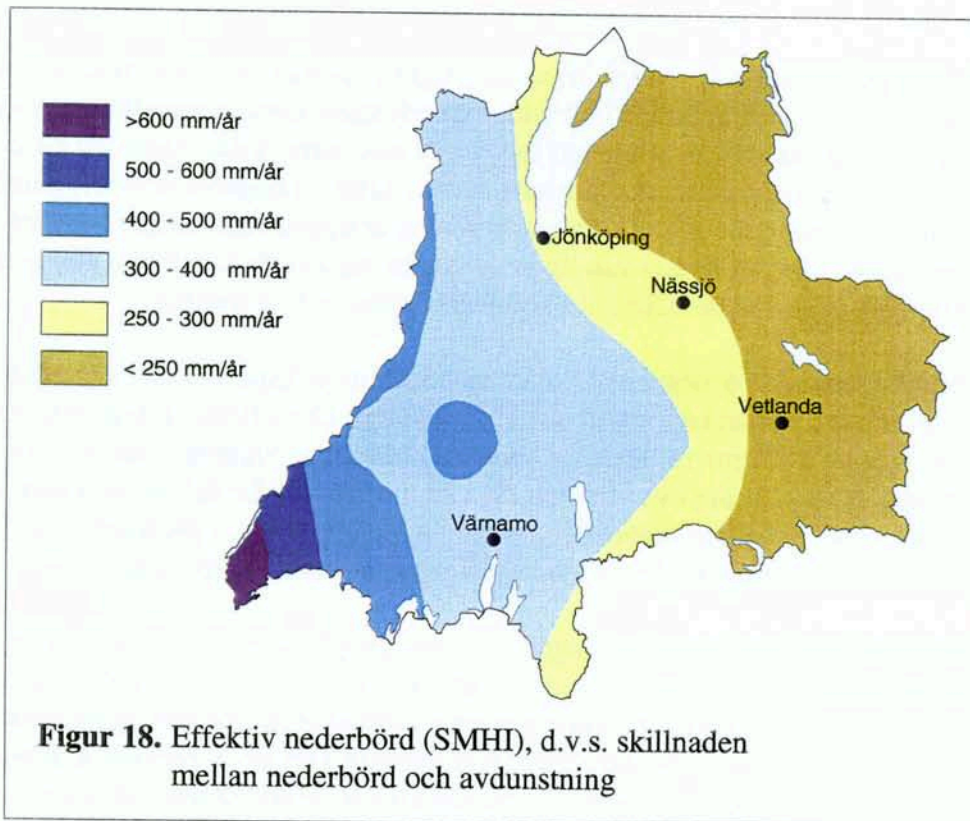 >600 mm/år
500 - 600 mm/år
400 - 500 mm/år
300 - 400 mm/år
250 - 300 mm/år
< 250 mm/år
Jönköping
Nässjö
Vetlanda
Värnamo
Figur 18. Effektiv nederbörd (SMHI), d.v.s. skillnaden
mellan nederbörd och avdunstning